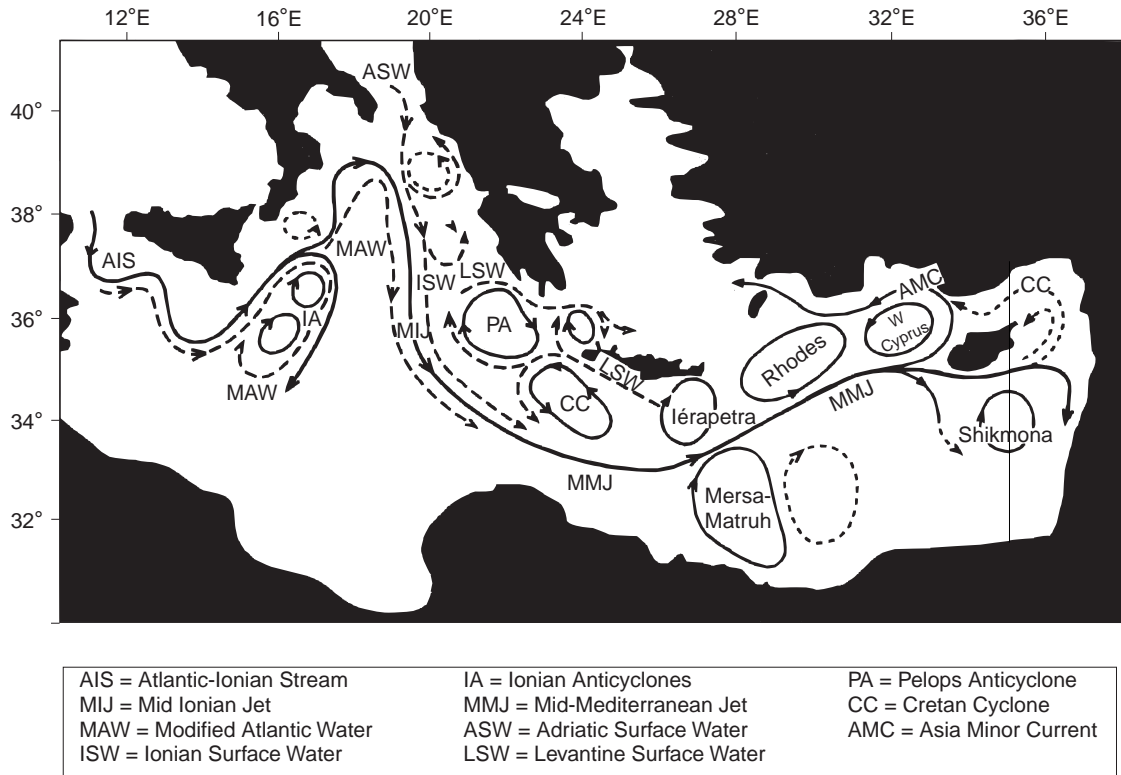 12°E 16°E 20°E 24°E 28°E 32°E 36°E
ASW
40°
38°
MAW
AIS
LSW
ISW
AMC
CC
36°
IA
PA
MIJ
W
Cyprus
Rhodes
LSW
MAW
CC
MMJ
34°
Iérapetra
Shikmona
MMJ
Mersa-
Matruh
32°
AIS = Atlantic-Ionian Stream
MIJ = Mid Ionian Jet
MAW = Modified Atlantic Water
ISW = Ionian Surface Water
IA = Ionian Anticyclones
MMJ = Mid-Mediterranean Jet
ASW = Adriatic Surface Water
LSW = Levantine Surface Water
PA = Pelops Anticyclone
CC = Cretan Cyclone
AMC = Asia Minor Current